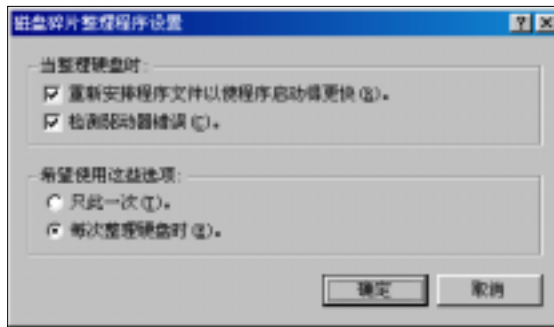 磁盘碎片整理程序设置
当整理硬盘时:
重新安排程序文件以使程序启动得更快(R)。
检测驱动器错误(C)。
希望使用这些选项:
只此一次(T)。
每次整理硬盘时(E)。
确定
取消